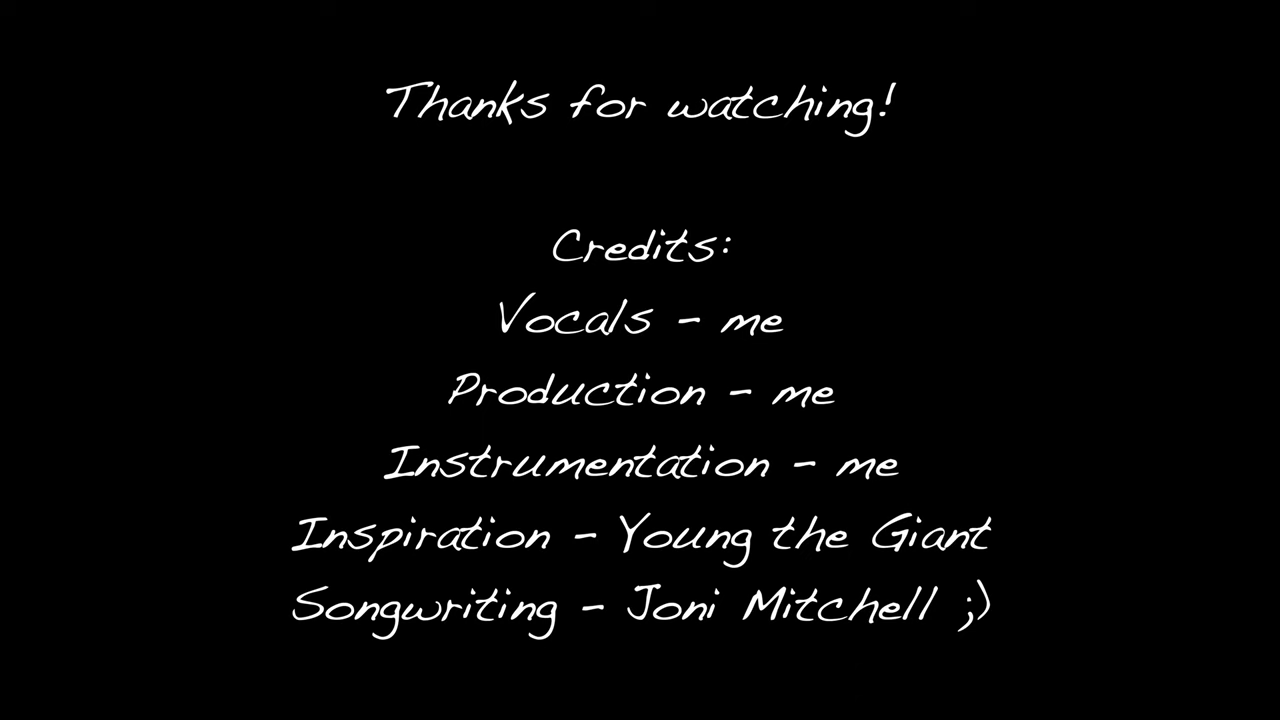 Thanks for watching!
Credits:
Vocals - me
Production - me
Instrumentation - me
Inspiration - Young the Giant
Songwriting - Joni Mitchell ;)